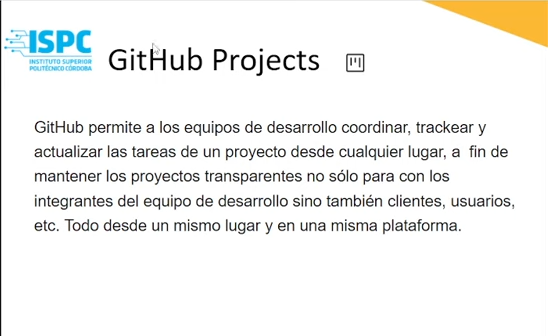 ISPC
INSTITUTO SUPERIOR
POLITÉCNICO CÓRDOBA
GitHub Projects
GitHub permite a los equipos de desarrollo coordinar, trackear y
actualizar las tareas de un proyecto desde cualquier lugar, a fin de
mantener los proyectos transparentes no sólo para con los
integrantes del equipo de desarrollo sino también clientes, usuarios,
etc. Todo desde un mismo lugar y en una misma plataforma.